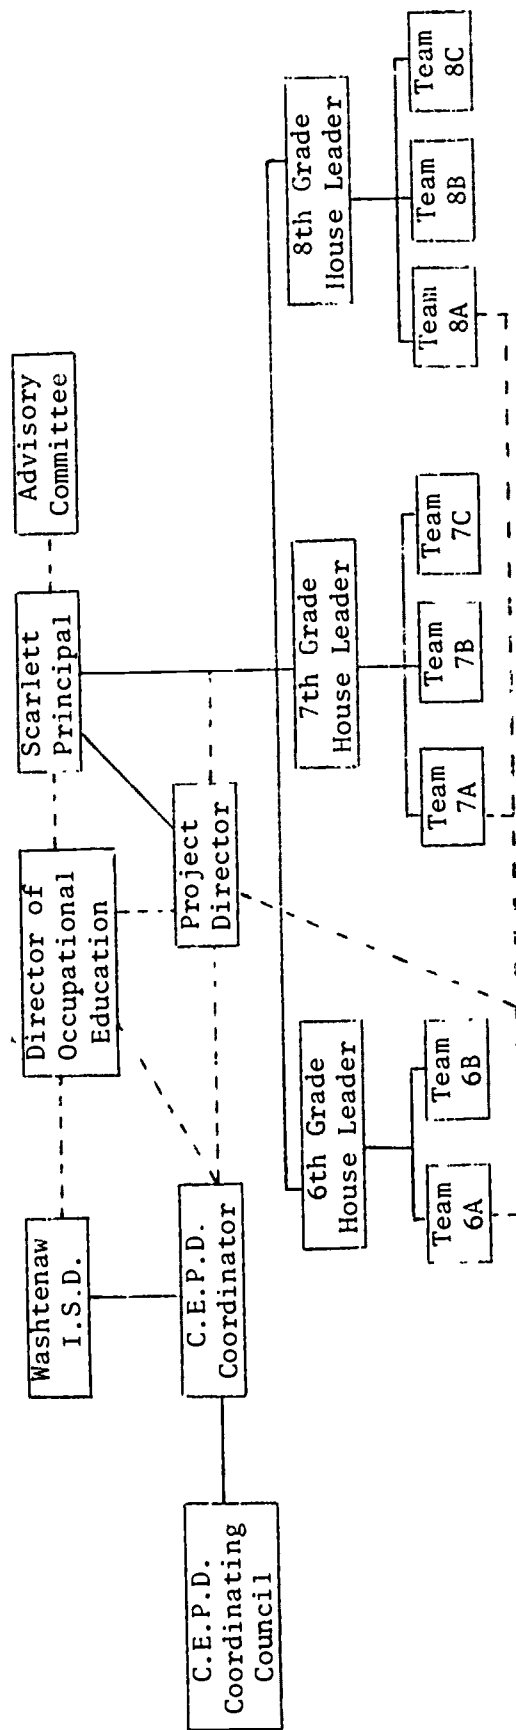 Washtenaw
I.S.D.
Director of
Occupational
Education
Scarlett
Principal
Advisory
Committee
C.E.P.D.
Coordinating
Council
C.E.P.D.
Coordinator
Project
Director
6th Grade
House Leader
7th Grade
House Leader
8th Grade
House Leader
Team
6A
Team
6B
Team
7A
Team
7B
Team
7C
Team
8A
Team
8B
Team
8C